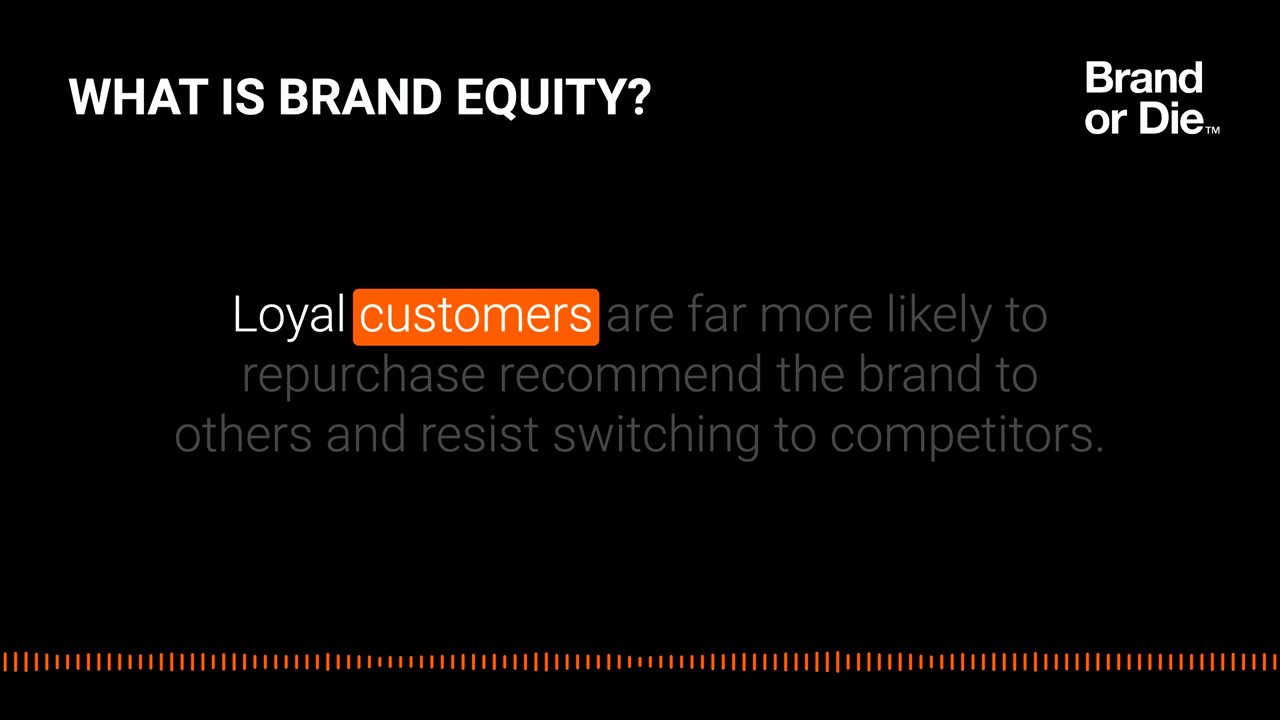 WHAT IS BRAND EQUITY?
Brand
or Die™
Loyal customers are far more likely to
repurchase recommend the brand to
others and resist switching to competitors.